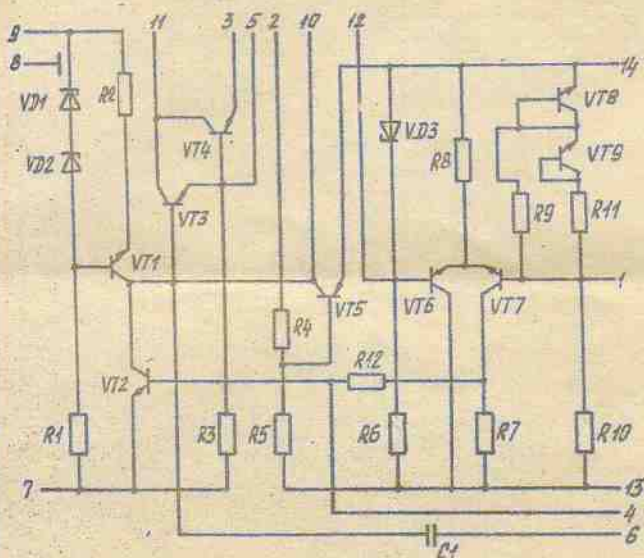 9 11 3 5 2 10 12
8 14
VD1 R2 VD3 VT8
VT4 R8
VD2 VT9
VT3 R9 R11
VT1 1
VT5 VT6 VT7
R4
VT2 R12
R1 R3 R5 R6 R7 R10
7 13
4
6
C1